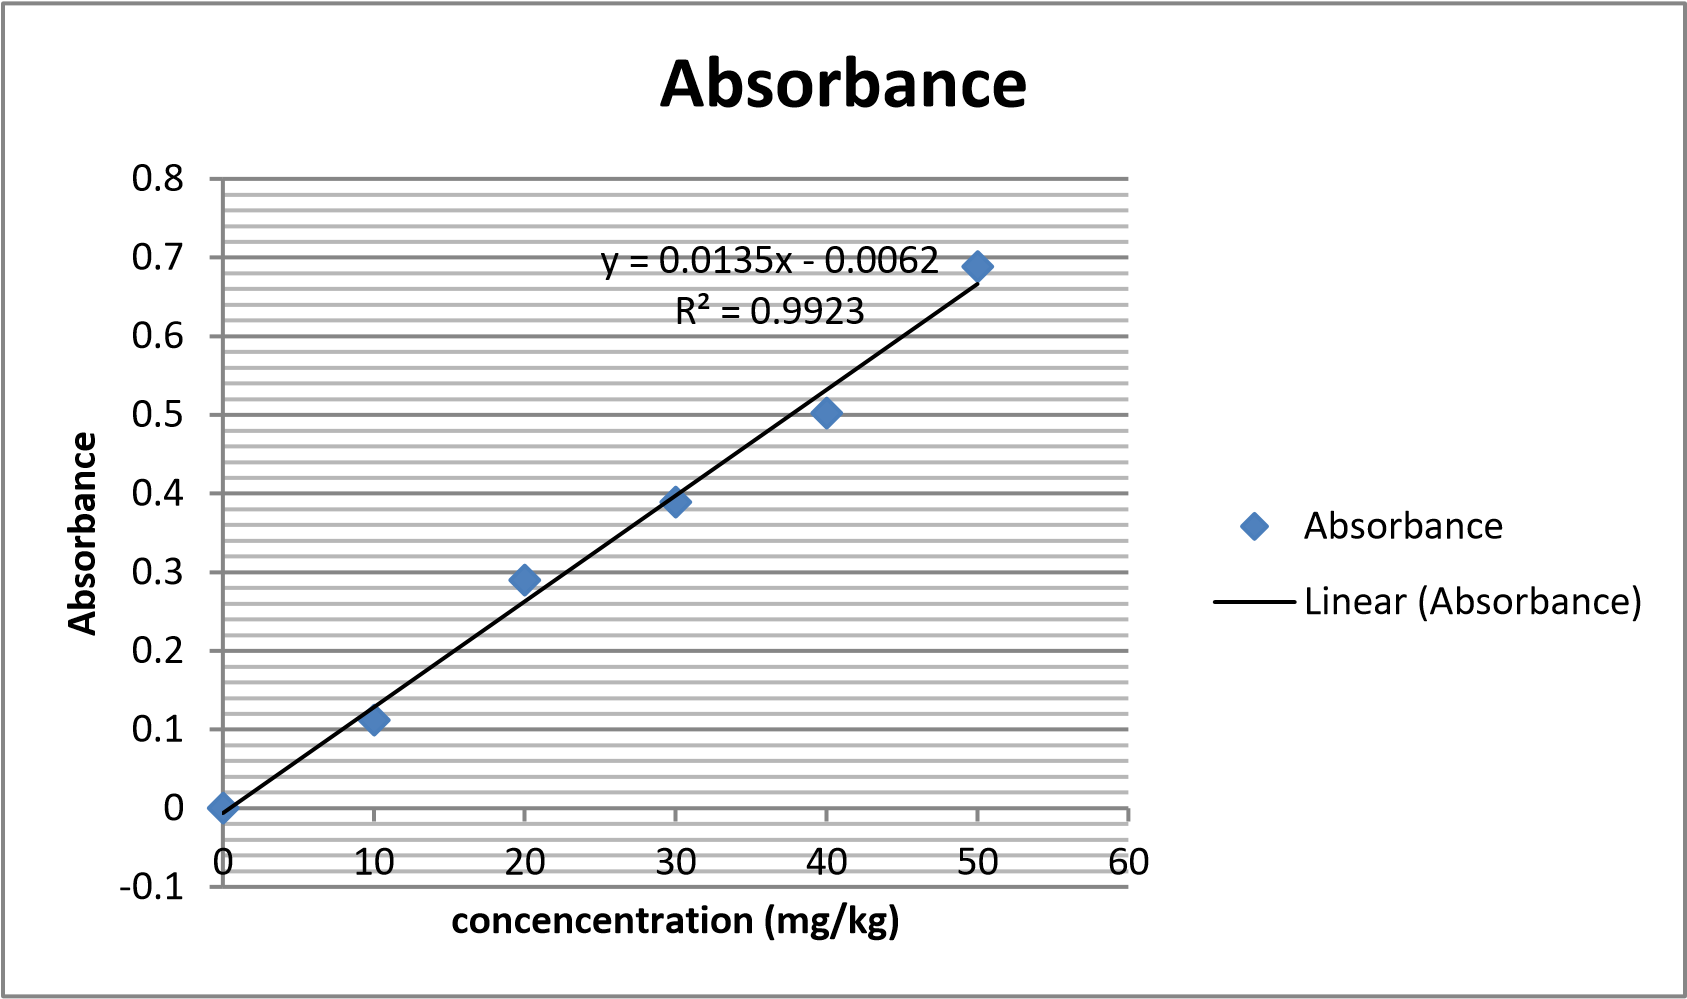 Absorbance
0.8
0.7
0.6
0.5
0.4
0.3
0.2
0.1
0
-0.1
Absorbance
y = 0.0135x - 0.0062
R² = 0.9923
0 10 20 30 40 50 60
concencentration (mg/kg)
Absorbance
Linear (Absorbance)